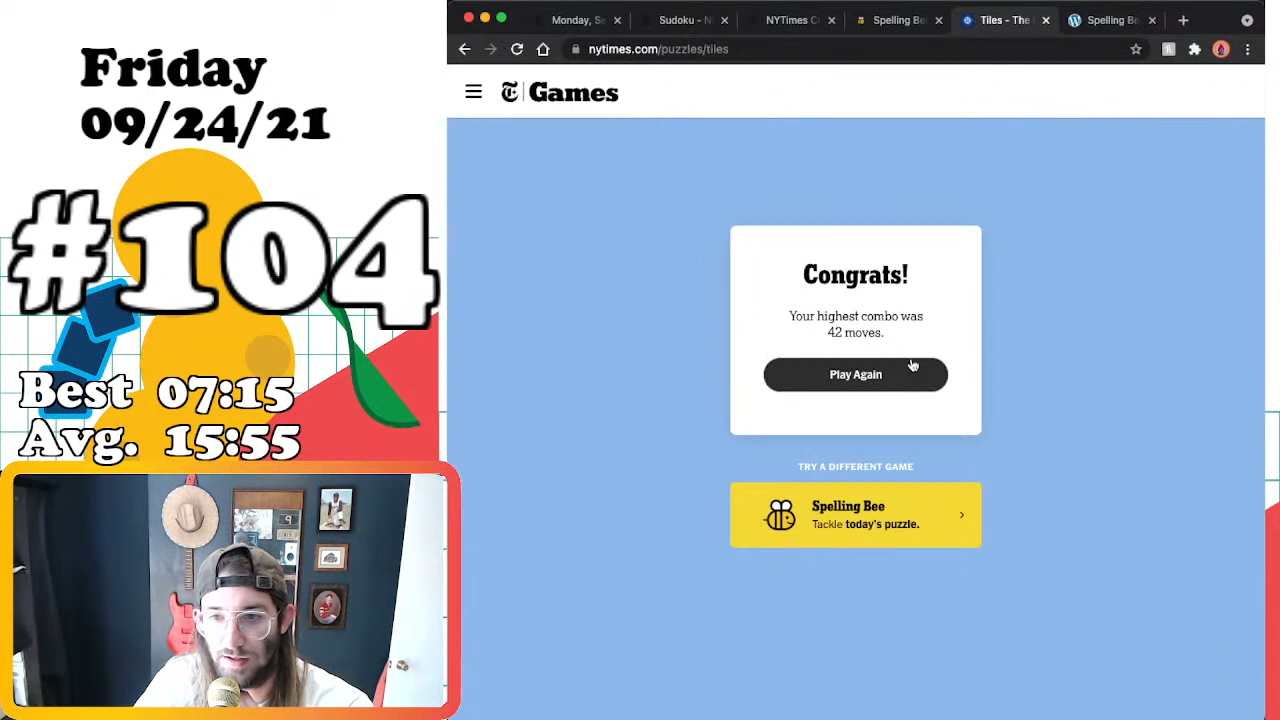 Friday
09/24/21
#104
Best 07:15
Avg. 15:55
Monday, Se
Sudoku - N
NYTimes C
Spelling Be
Tiles - The
Spelling Be
nytimes.com/puzzles/tiles
Games
Congrats!
Your highest combo was
42 moves.
Play Again
TRY A DIFFERENT GAME
Spelling Bee
Tackle today's puzzle.